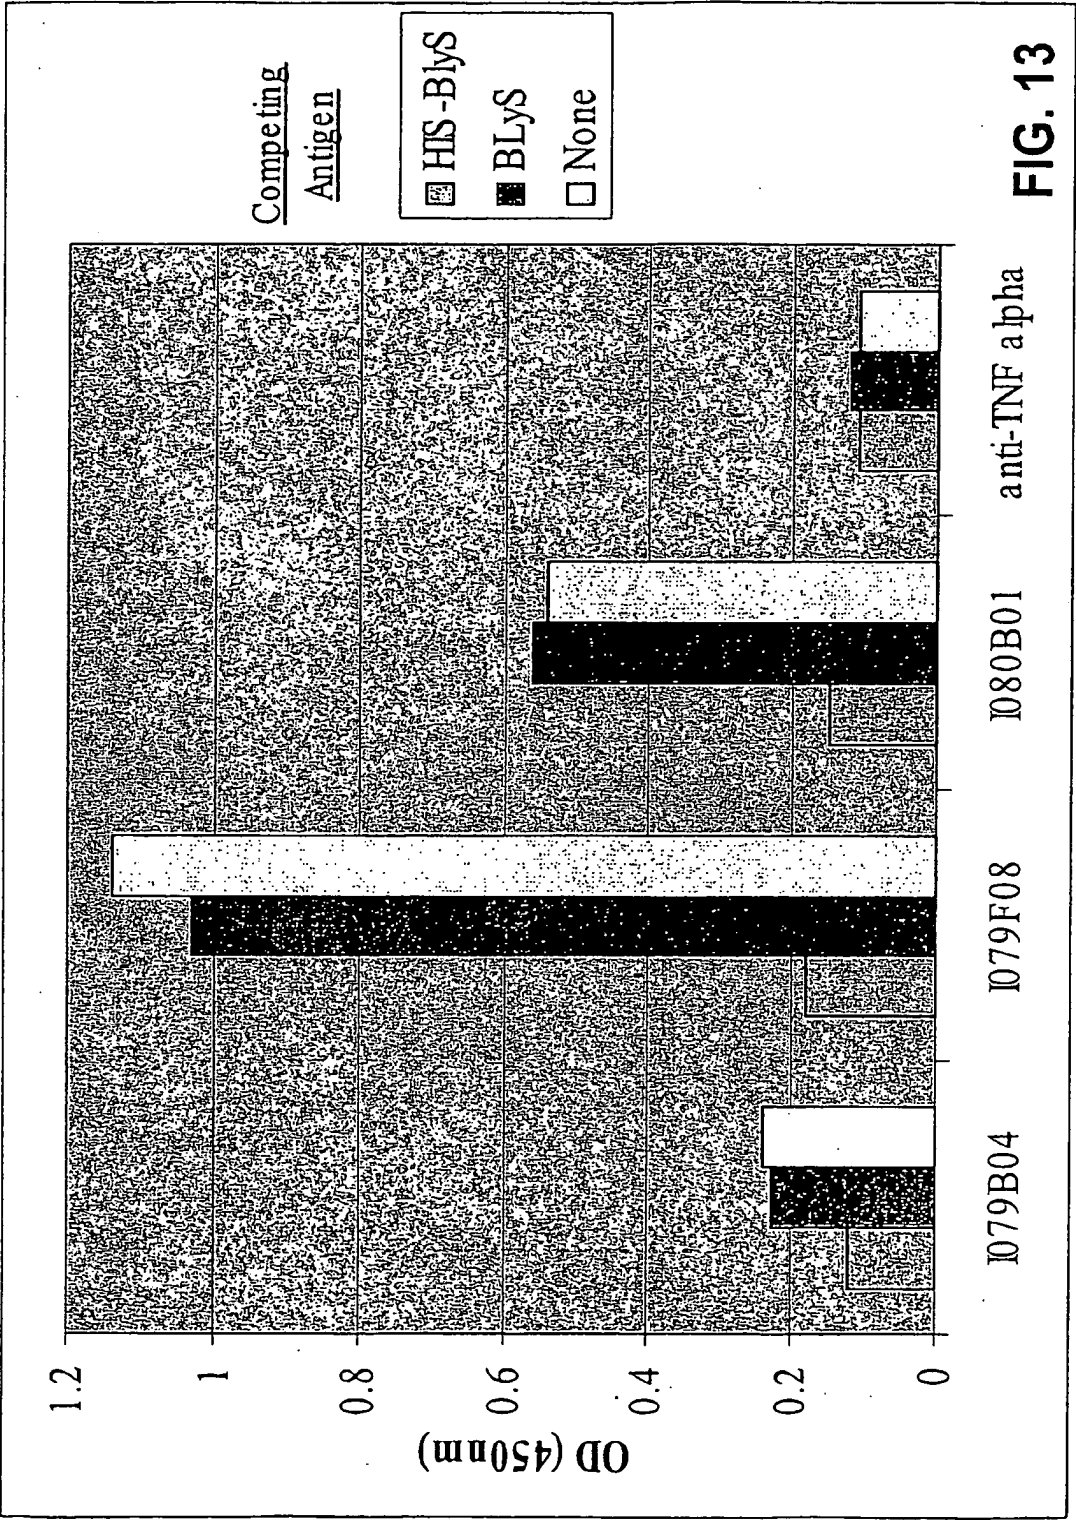 1.2
1
0.8
0.6
0.4
0.2
0
OD (450nm)
I079B04
I079F08
I080B01
anti-TNF alpha
Competing
Antigen
HIS-BlyS
BLyS
None
FIG. 13